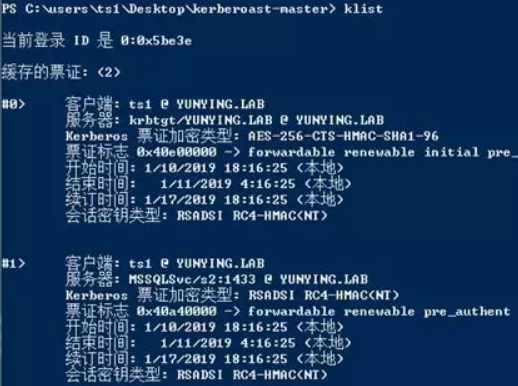 PS C:\users\ts1\Desktop\kerberoast-master> klist
当前登录 ID 是 0:0x5be3e
缓存的票证: <2>
#0> 客户端: ts1 @ YUNYING.LAB
服务器: krbtgt/YUNYING.LAB @ YUNYING.LAB
Kerberos 票证加密类型: AES-256-CTS-HMAC-SHA1-96
票证标志 0x40e00000 -> forwardable renewable initial pre_
开始时间: 1/10/2019 18:16:25 <本地>
结束时间: 1/11/2019 4:16:25 <本地>
续订时间: 1/17/2019 18:16:25 <本地>
会话密钥类型: RSADSI RC4-HMAC<NT>
#1> 客户端: ts1 @ YUNYING.LAB
服务器: MSSQLSvc/s2:1433 @ YUNYING.LAB
Kerberos 票证加密类型: RSADSI RC4-HMAC<NT>
票证标志 0x40a40000 -> forwardable renewable pre_authent
开始时间: 1/10/2019 18:16:25 <本地>
结束时间: 1/11/2019 4:16:25 <本地>
续订时间: 1/17/2019 18:16:25 <本地>
会话密钥类型: RSADSI RC4-HMAC<NT>